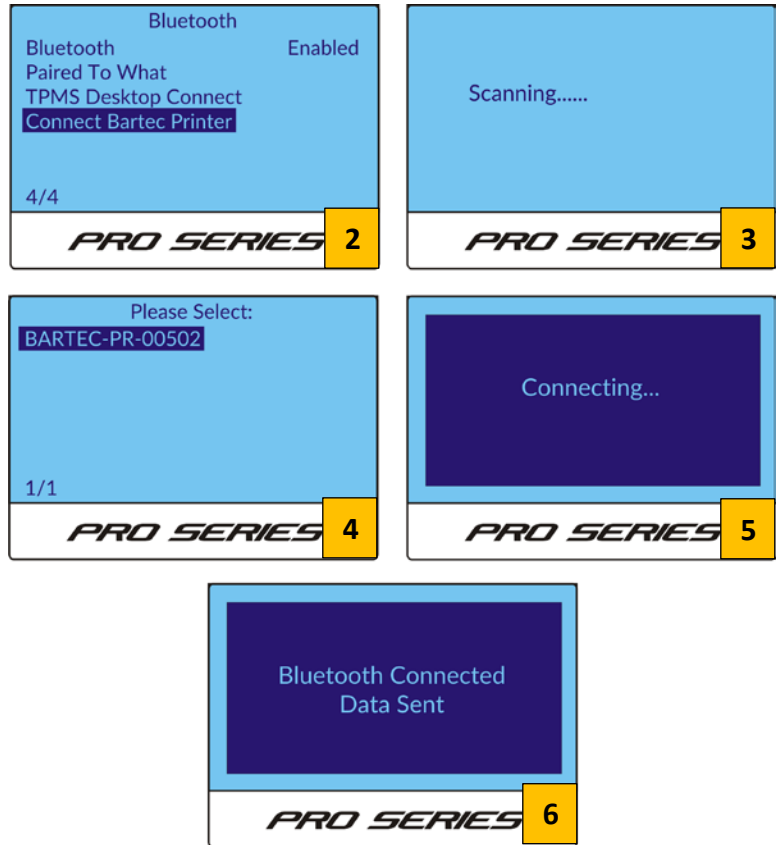 Bluetooth
Bluetooth Enabled
Paired To What
TPMS Desktop Connect
Connect Bartec Printer
4/4
PRO SERIES 2
Scanning......
PRO SERIES 3
Please Select:
BARTEC-PR-00502
1/1
PRO SERIES 4
Connecting...
PRO SERIES 5
Bluetooth Connected
Data Sent
PRO SERIES 6